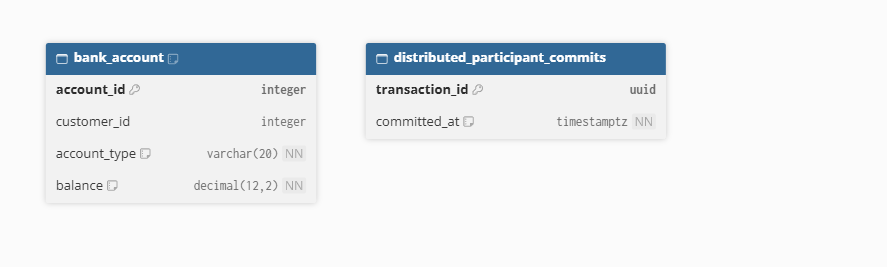 bank_account
account_id integer
customer_id integer
account_type varchar(20) NN
balance decimal(12,2) NN
distributed_participant_commits
transaction_id uuid
committed_at timestamptz NN